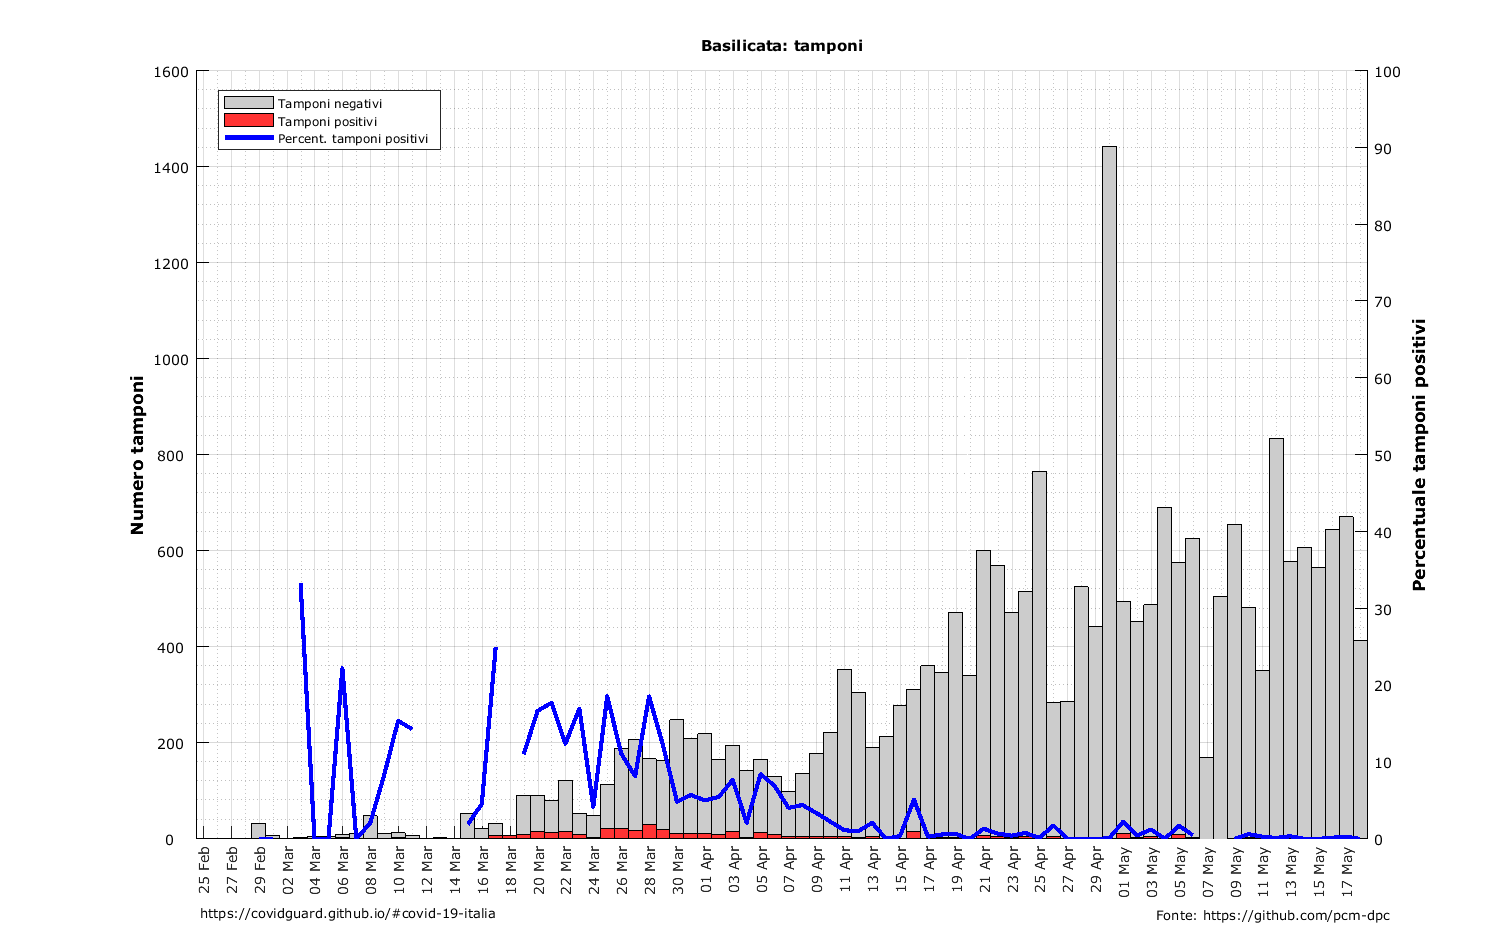 Basilicata: tamponi
1600
1400
1200
1000
800
600
400
200
0
Numero tamponi
Tamponi negativi
Tamponi positivi
Percent. tamponi positivi
100
90
80
70
60
50
40
30
20
10
0
Percentuale tamponi positivi
25 Feb
27 Feb
29 Feb
02 Mar
04 Mar
06 Mar
08 Mar
10 Mar
12 Mar
14 Mar
16 Mar
18 Mar
20 Mar
22 Mar
24 Mar
26 Mar
28 Mar
30 Mar
01 Apr
03 Apr
05 Apr
07 Apr
09 Apr
11 Apr
13 Apr
15 Apr
17 Apr
19 Apr
21 Apr
23 Apr
25 Apr
27 Apr
29 Apr
01 May
03 May
05 May
07 May
09 May
11 May
13 May
15 May
17 May
https://covidguard.github.io/#covid-19-italia
Fonte: https://github.com/pcm-dpc